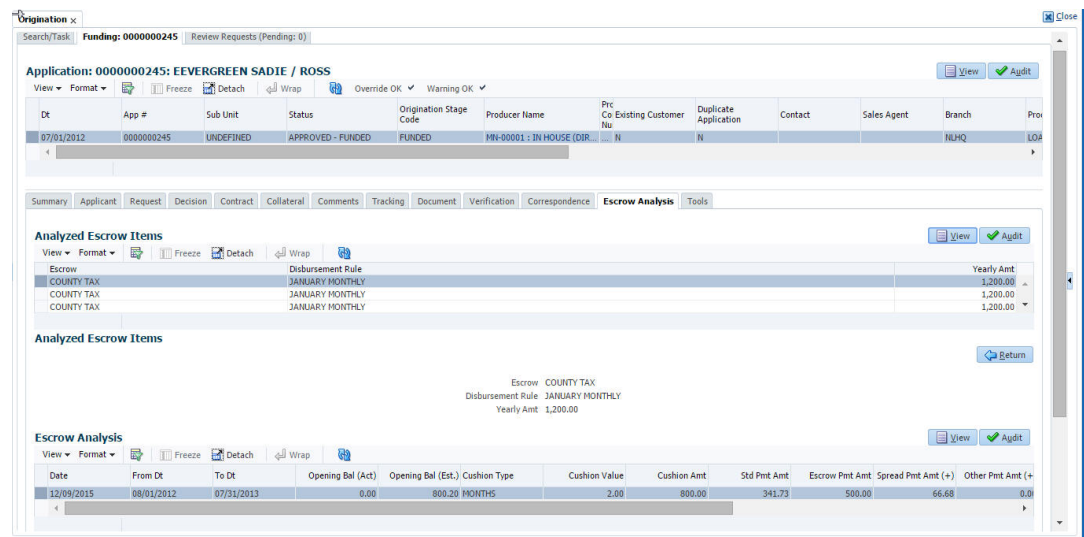 Origination ×
Close
Search/Task Funding: 0000000245 Review Requests (Pending: 0)
Application: 0000000245: EEVERGREEN SADIE / ROSS
View Audit
View Format Freeze Detach Wrap Override OK Warning OK
Dt App # Sub Unit Status Origination Stage Code Producer Name Prc Co Nu Existing Customer Duplicate Application Contact Sales Agent Branch Pro
07/01/2012 0000000245 UNDEFINED APPROVED - FUNDED FUNDED MN-00001 : IN HOUSE (DIR... ... N N NLHQ LOA
Summary Applicant Request Decision Contract Collateral Comments Tracking Document Verification Correspondence Escrow Analysis Tools
Analyzed Escrow Items
View Audit
View Format Freeze Detach Wrap
Escrow Disbursement Rule Yearly Amt
COUNTY TAX JANUARY MONTHLY 1,200.00
COUNTY TAX JANUARY MONTHLY 1,200.00
COUNTY TAX JANUARY MONTHLY 1,200.00
Analyzed Escrow Items
Return
Escrow COUNTY TAX
Disbursement Rule JANUARY MONTHLY
Yearly Amt 1,200.00
Escrow Analysis
View Audit
View Format Freeze Detach Wrap
Date From Dt To Dt Opening Bal (Act) Opening Bal (Est.) Cushion Type Cushion Value Cushion Amt Std Pmt Amt Escrow Pmt Amt Spread Pmt Amt (+) Other Pmt Amt (+
12/09/2015 08/01/2012 07/31/2013 0.00 800.20 MONTHS 2.00 800.00 341.73 500.00 66.68 0.0